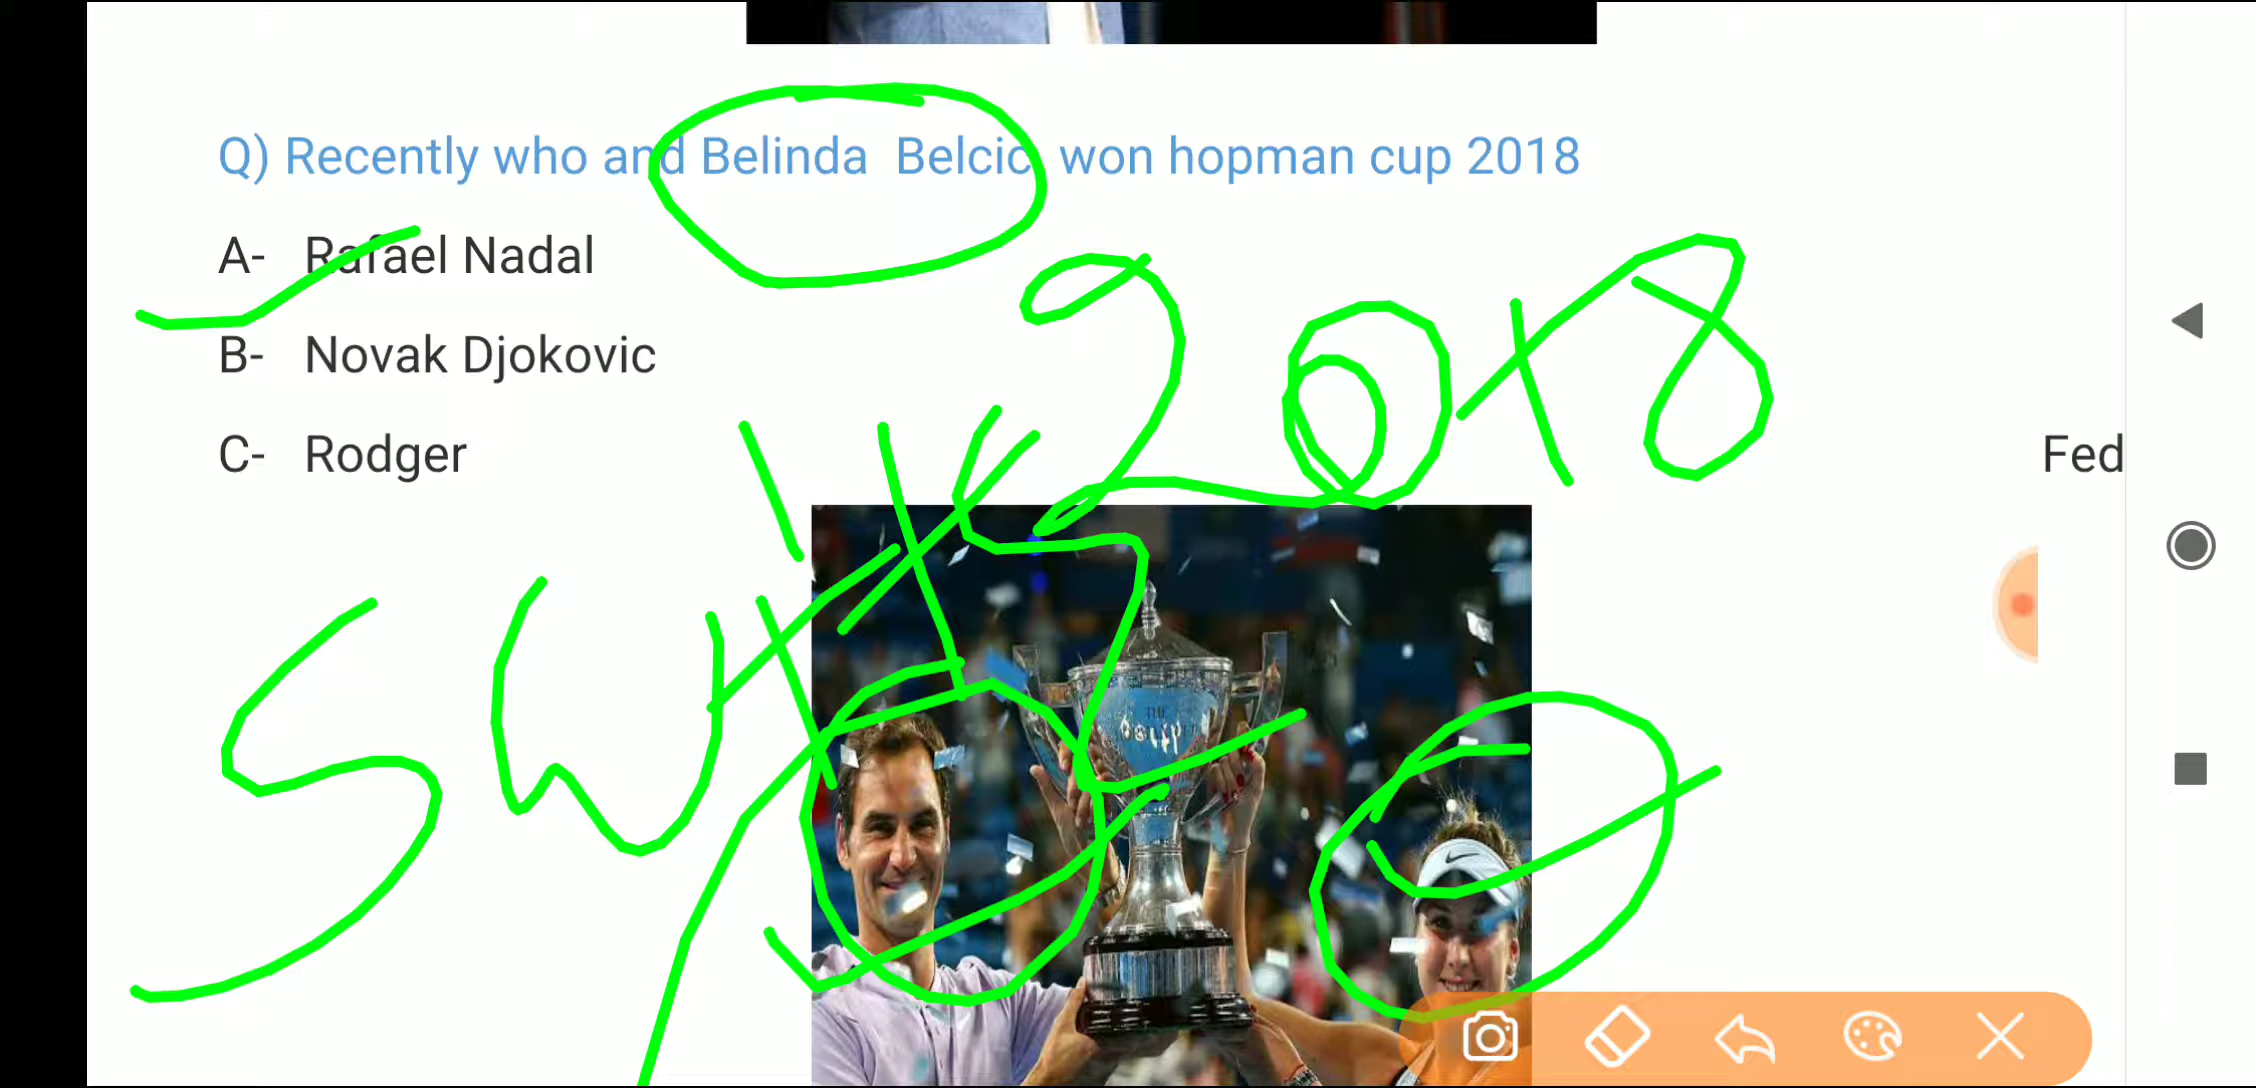 Q) Recently who and Belinda Belcic won hopman cup 2018
A- Rafael Nadal
2018
B- Novak Djokovic
C- Rodger Fed